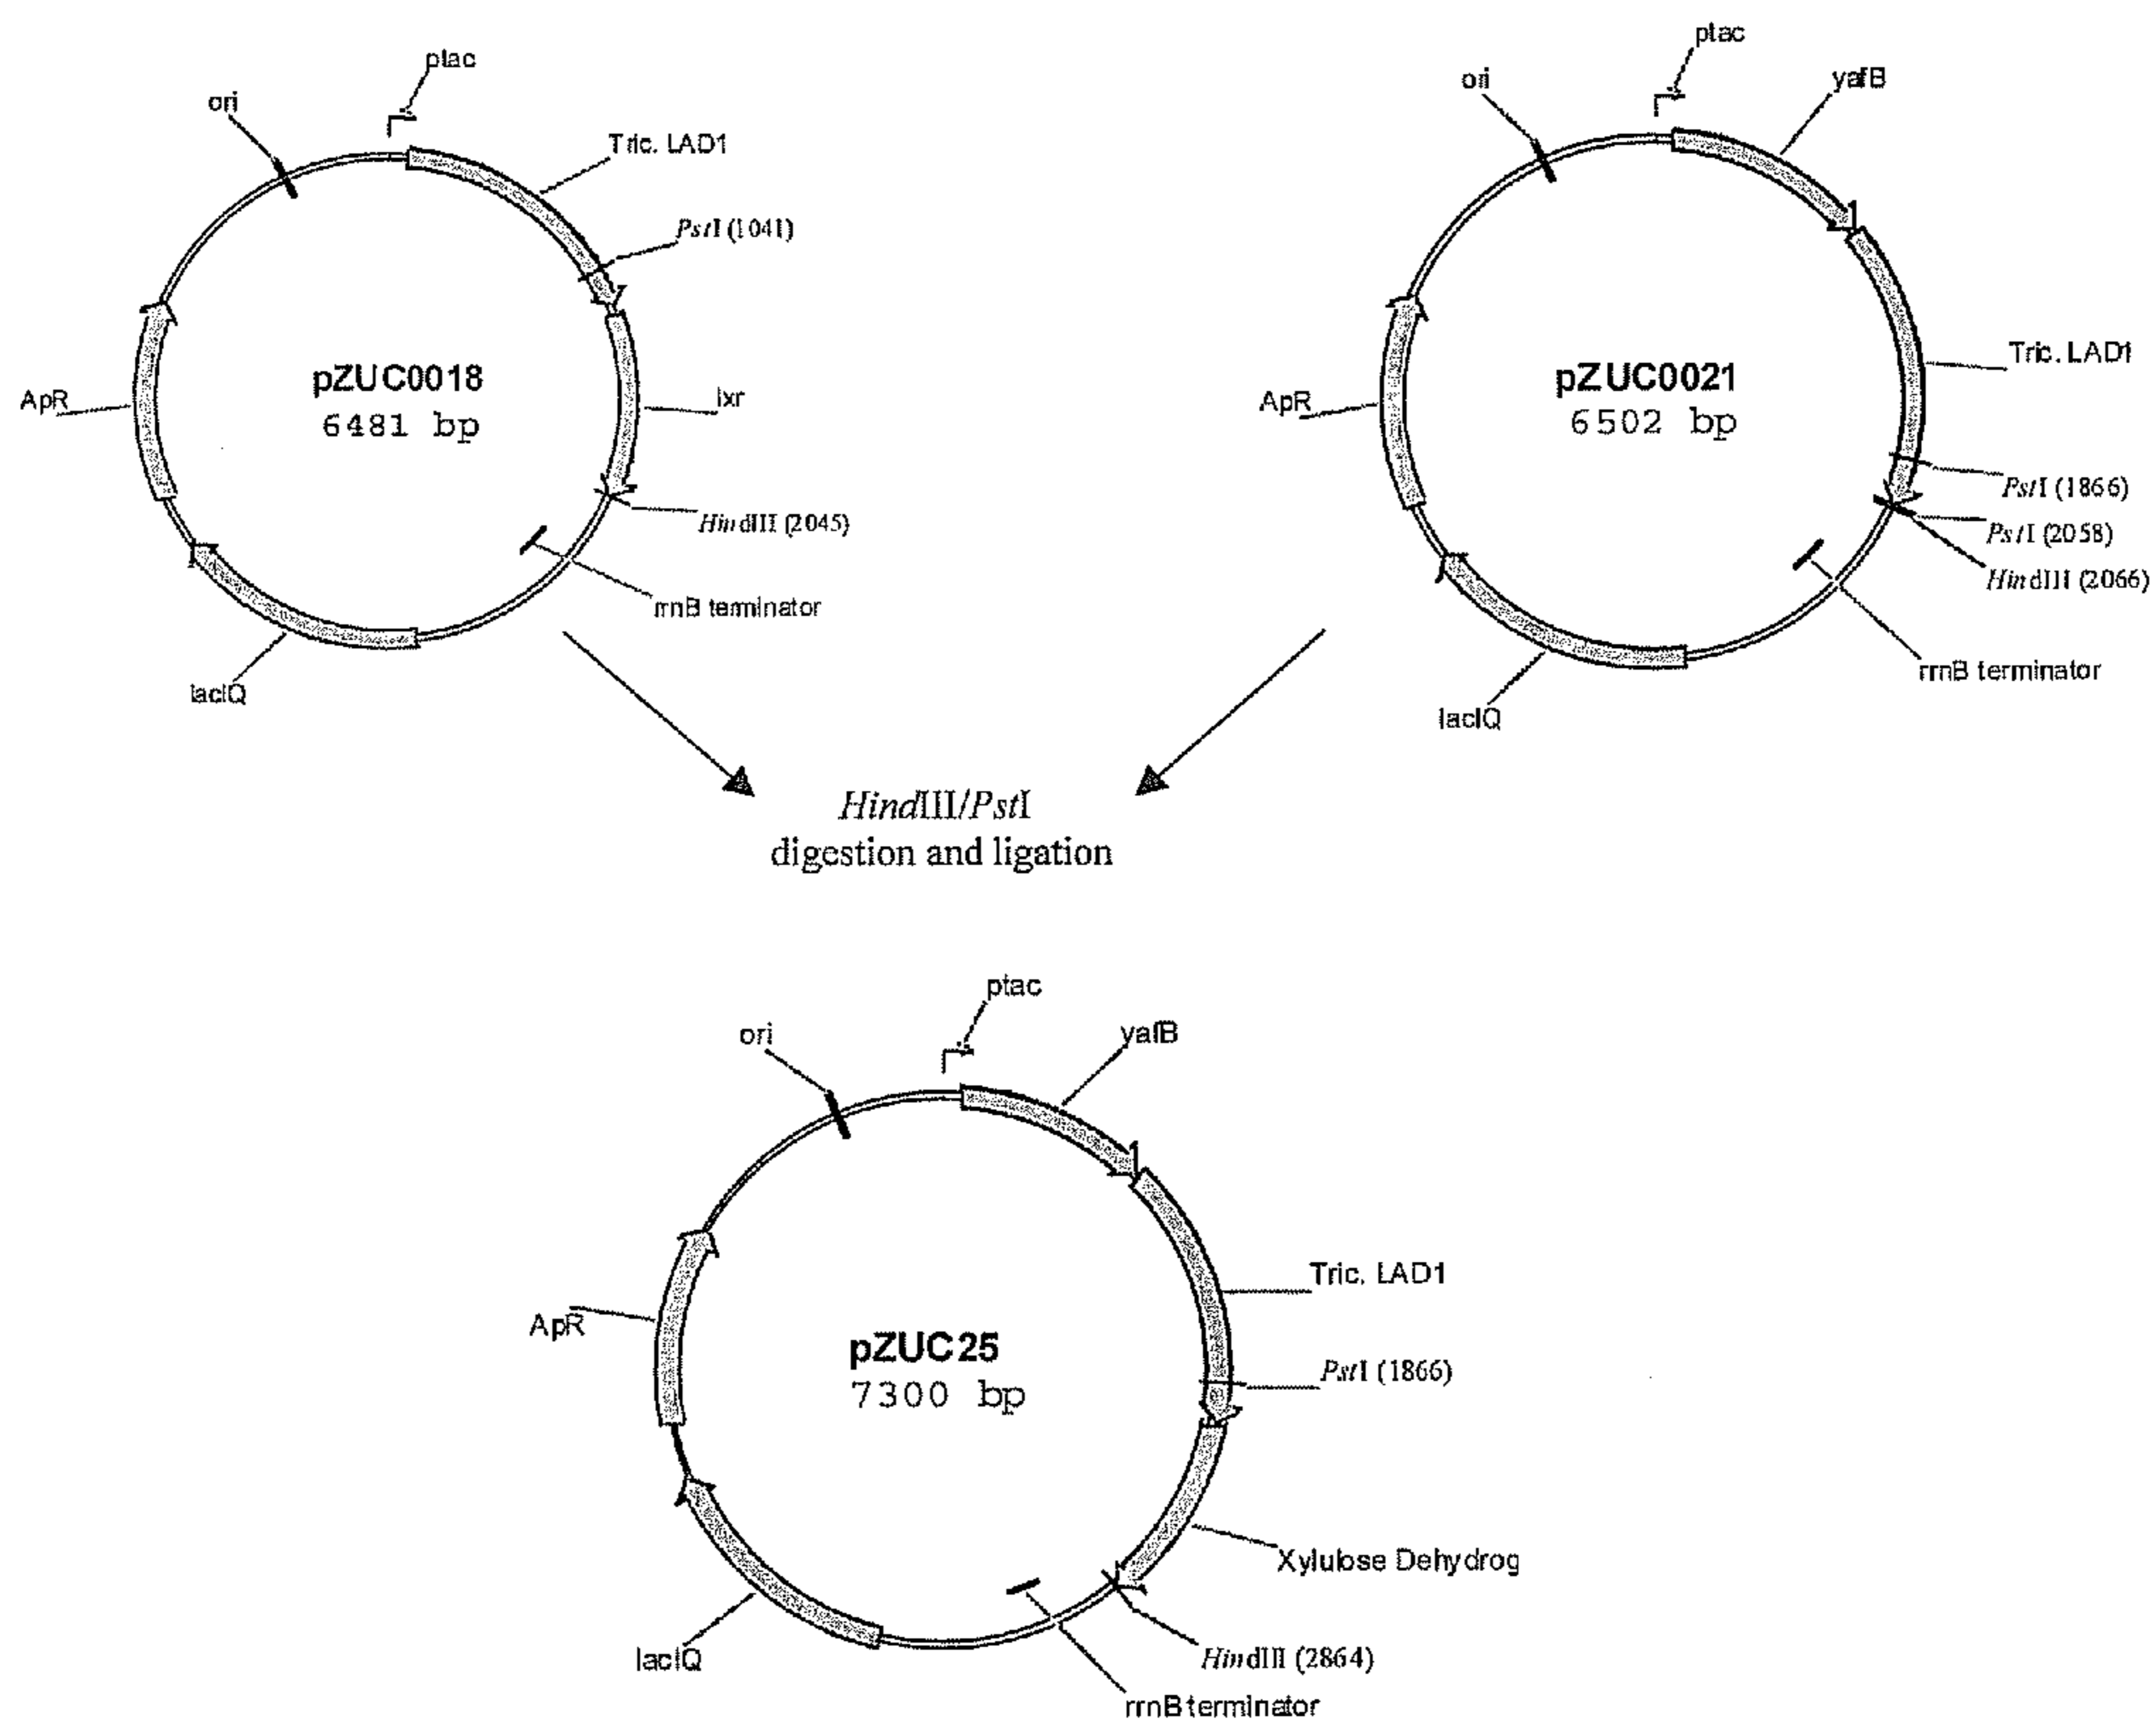 ptac
ori
Tric. LAD1
PstI (1041)
pZUC0018
6481 bp
ApR
lxr
HindIII (2045)
rrnB terminator
lacIQ
ptac
ori
yafB
pZUC0021
6502 bp
ApR
Tric. LAD1
PstI (1866)
PstI (2058)
HindIII (2066)
rrnB terminator
lacIQ
HindIII/PstI
digestion and ligation
ptac
ori
yafB
Tric. LAD1
ApR
pZUC25
7300 bp
PstI (1866)
Xylulose Dehydrog
lacIQ
HindIII (2864)
rrnB terminator